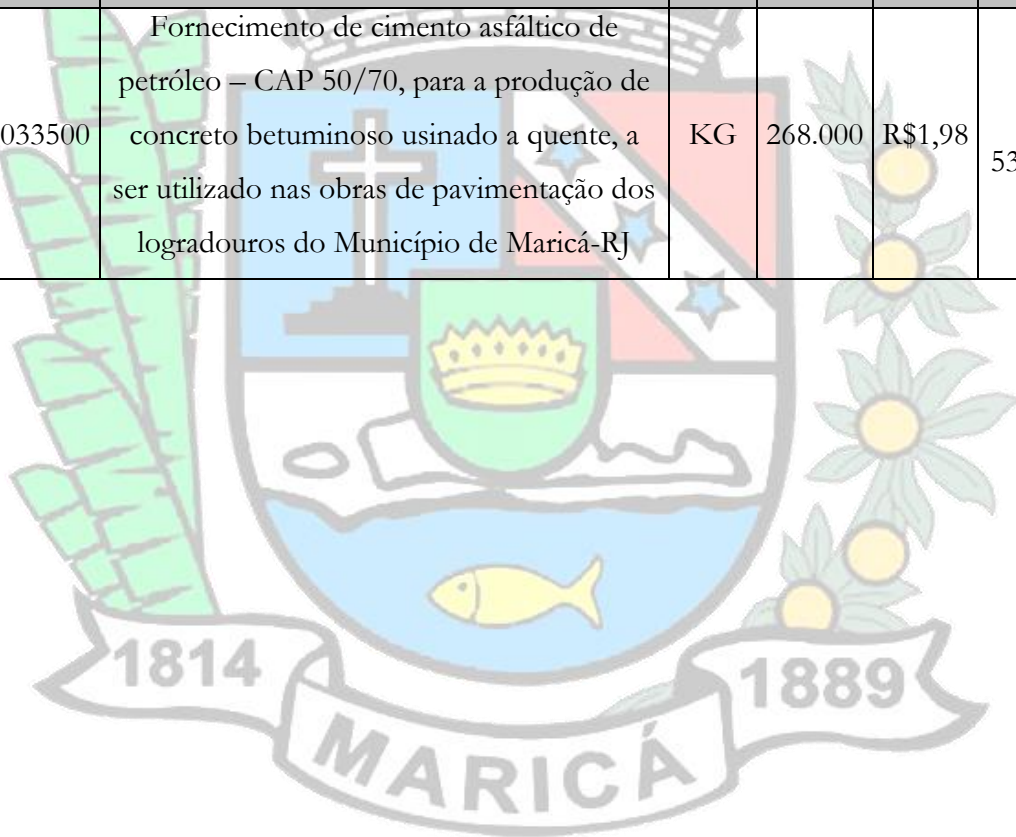 Fornecimento de cimento asfáltico de
petróleo – CAP 50/70, para a produção de
033500 concreto betuminoso usinado a quente, a KG 268.000 R$1,98
53
ser utilizado nas obras de pavimentação dos
logradouros do Município de Maricá-RJ
1814 1889
MARICÁ